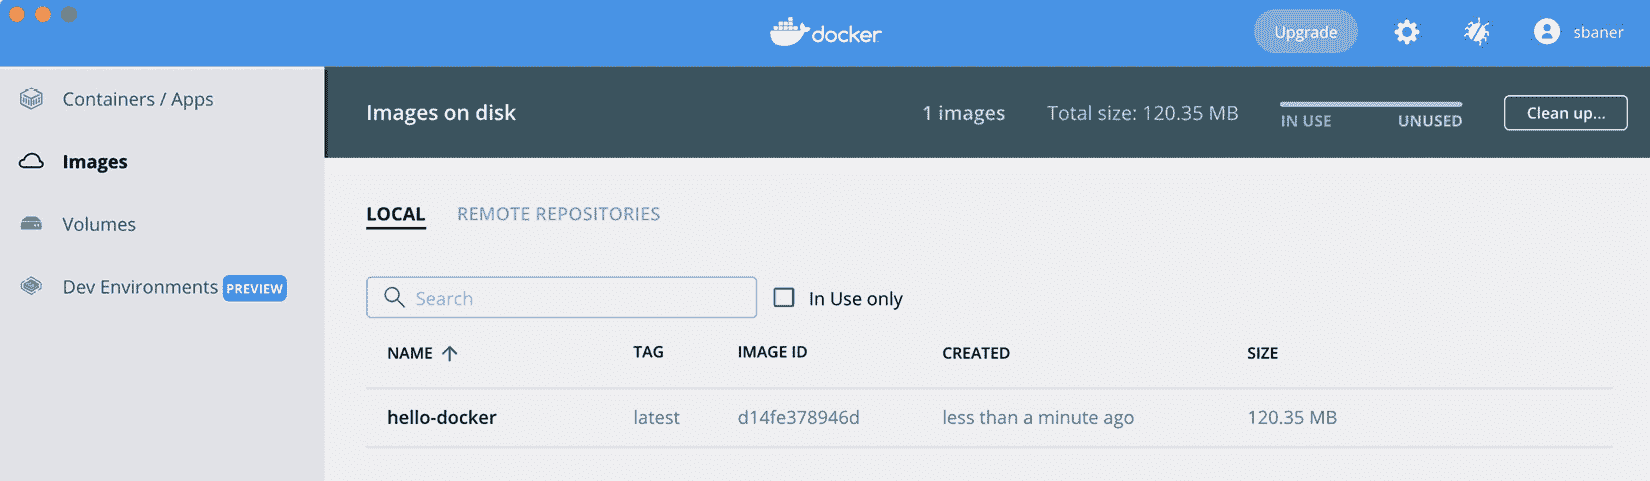 docker
Upgrade
sbaner
Containers / Apps
Images
Volumes
Dev Environments PREVIEW
Images on disk
1 images
Total size: 120.35 MB
IN USE UNUSED
Clean up...
LOCAL REMOTE REPOSITORIES
Search
In Use only
NAME TAG IMAGE ID CREATED SIZE
hello-docker latest d14fe378946d less than a minute ago 120.35 MB